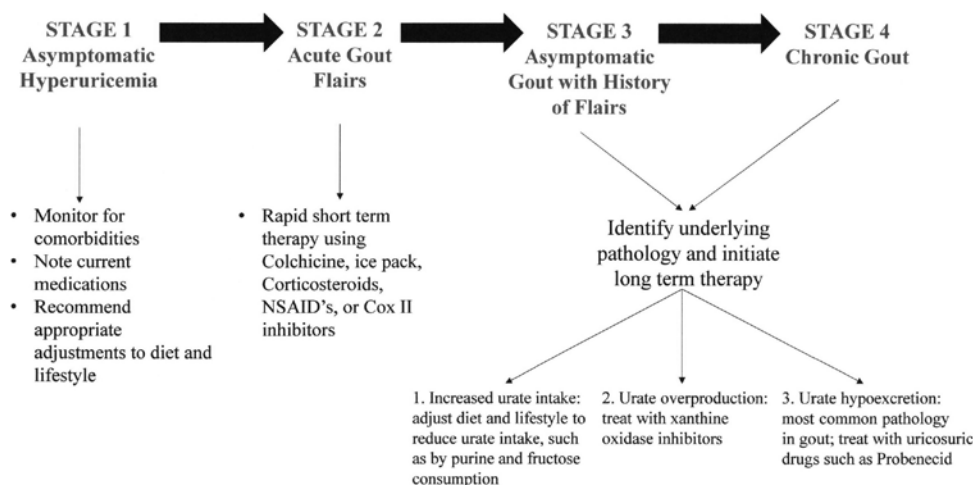 STAGE 1
Asymptomatic
Hyperuricemia
STAGE 2
Acute Gout
Flairs
STAGE 3
Asymptomatic
Gout with History
of Flairs
STAGE 4
Chronic Gout
• Monitor for
comorbidities
• Note current
medications
• Recommend
appropriate
adjustments to diet and
lifestyle
• Rapid short term
therapy using
Colchicine, ice pack,
Corticosteroids,
NSAID's, or Cox II
inhibitors
Identify underlying
pathology and initiate
long term therapy
1. Increased urate intake:
adjust diet and lifestyle to
reduce urate intake, such
as by purine and fructose
consumption
2. Urate overproduction:
treat with xanthine
oxidase inhibitors
3. Urate hypoexcretion:
most common pathology
in gout; treat with uricosuric
drugs such as Probenecid